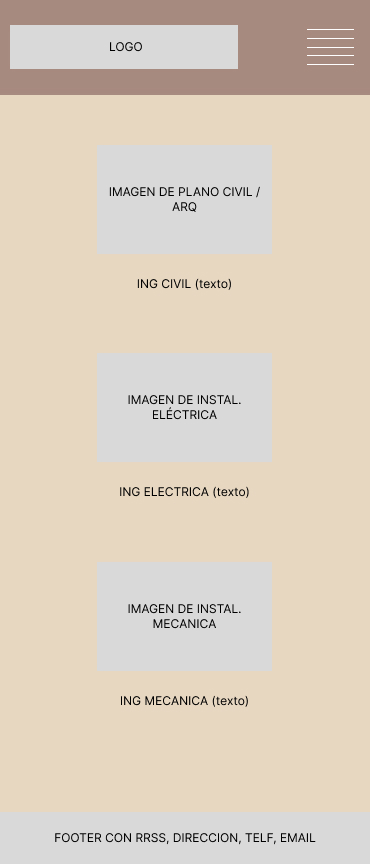 LOGO
IMAGEN DE PLANO CIVIL /
ARQ
ING CIVIL (texto)
IMAGEN DE INSTAL.
ELÉCTRICA
ING ELECTRICA (texto)
IMAGEN DE INSTAL.
MECANICA
ING MECANICA (texto)
FOOTER CON RRSS, DIRECCION, TELF, EMAIL